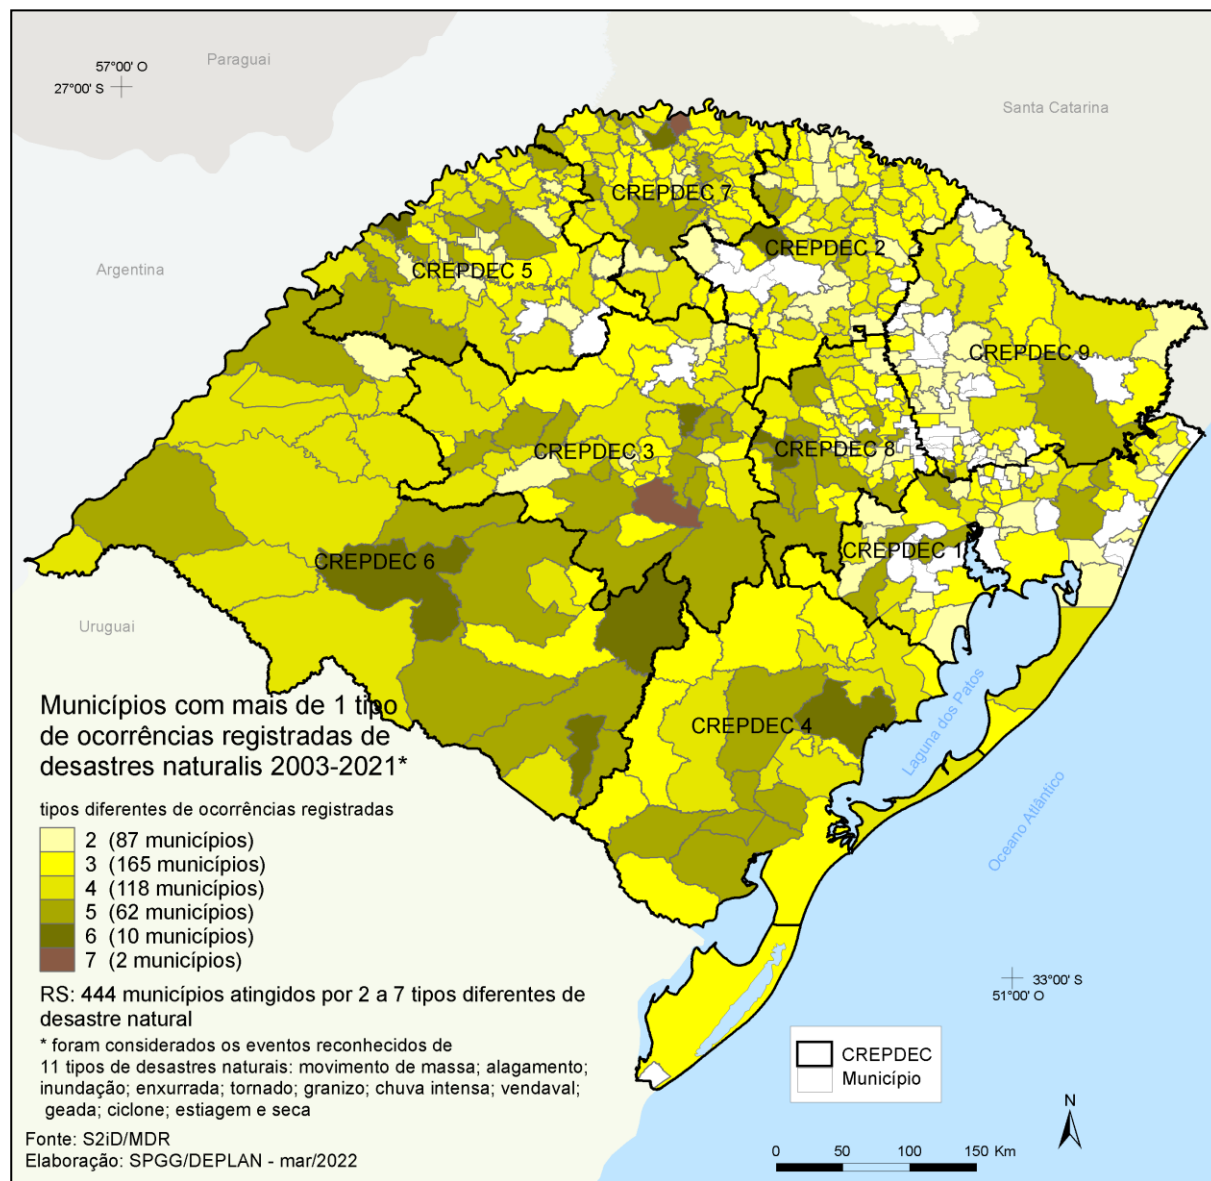 Paraguai
57°00' O
27°00' S
Santa Catarina
CREPDEC 7
CREPDEC 2
Argentina
CREPDEC 5
CREPDEC 9
CREPDEC 3
CREPDEC 8
CREPDEC 1
CREPDEC 6
Uruguai
CREPDEC 4
Laguna dos Patos
Oceano Atlântico
Municípios com mais de 1 tipo
de ocorrências registradas de
desastres naturalis 2003-2021*
tipos diferentes de ocorrências registradas
2 (87 municípios)
3 (165 municípios)
4 (118 municípios)
5 (62 municípios)
6 (10 municípios)
7 (2 municípios)
RS: 444 municípios atingidos por 2 a 7 tipos diferentes de
desastre natural
* foram considerados os eventos reconhecidos de
11 tipos de desastres naturais: movimento de massa; alagamento;
inundação; enxurrada; tornado; granizo; chuva intensa; vendaval;
geada; ciclone; estiagem e seca
Fonte: S2iD/MDR
Elaboração: SPGG/DEPLAN - mar/2022
33°00' S
51°00' O
CREPDEC
Município
N
0 50 100 150 Km